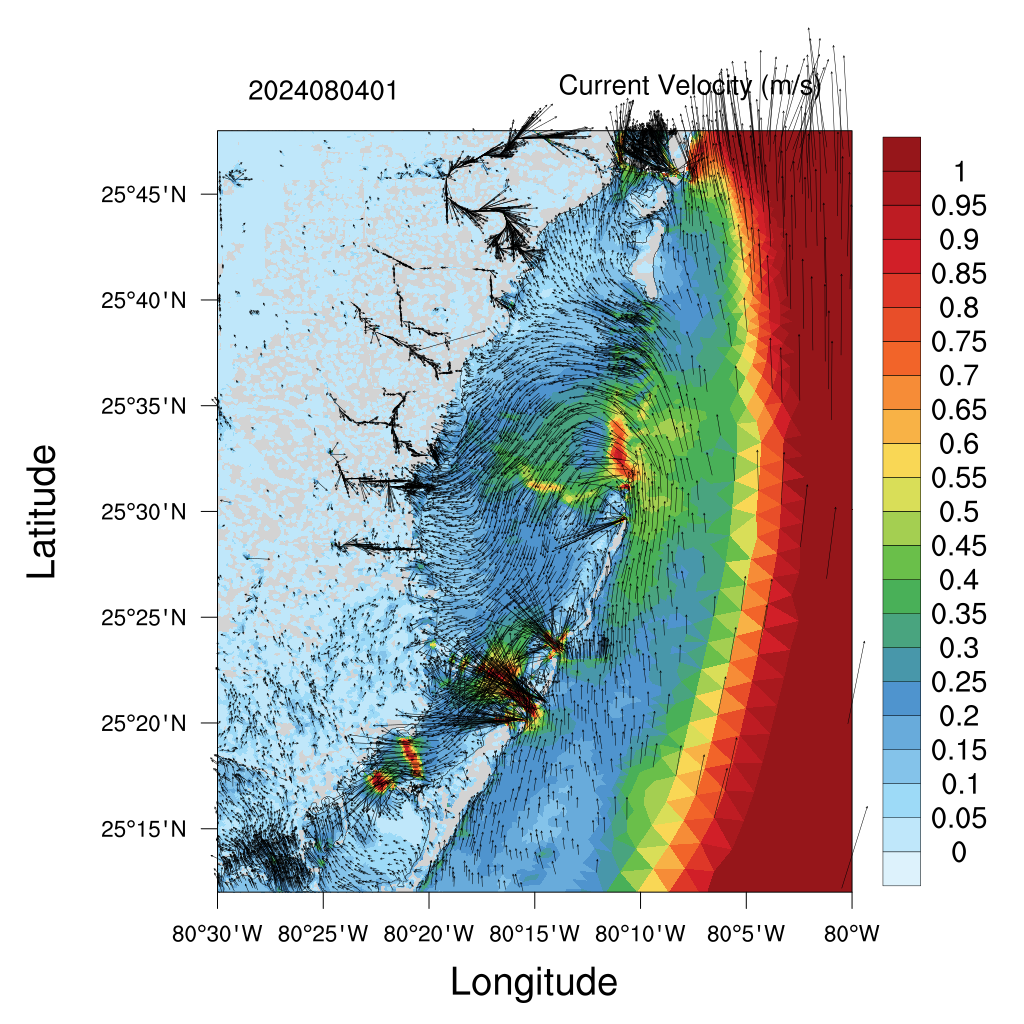 2024080401
Current Velocity (m/s)
25°45'N
25°40'N
25°35'N
25°30'N
25°25'N
25°20'N
25°15'N
Latitude
80°30'W 80°25'W 80°20'W 80°15'W 80°10'W 80°5'W 80°W
Longitude
1
0.95
0.9
0.85
0.8
0.75
0.7
0.65
0.6
0.55
0.5
0.45
0.4
0.35
0.3
0.25
0.2
0.15
0.1
0.05
0